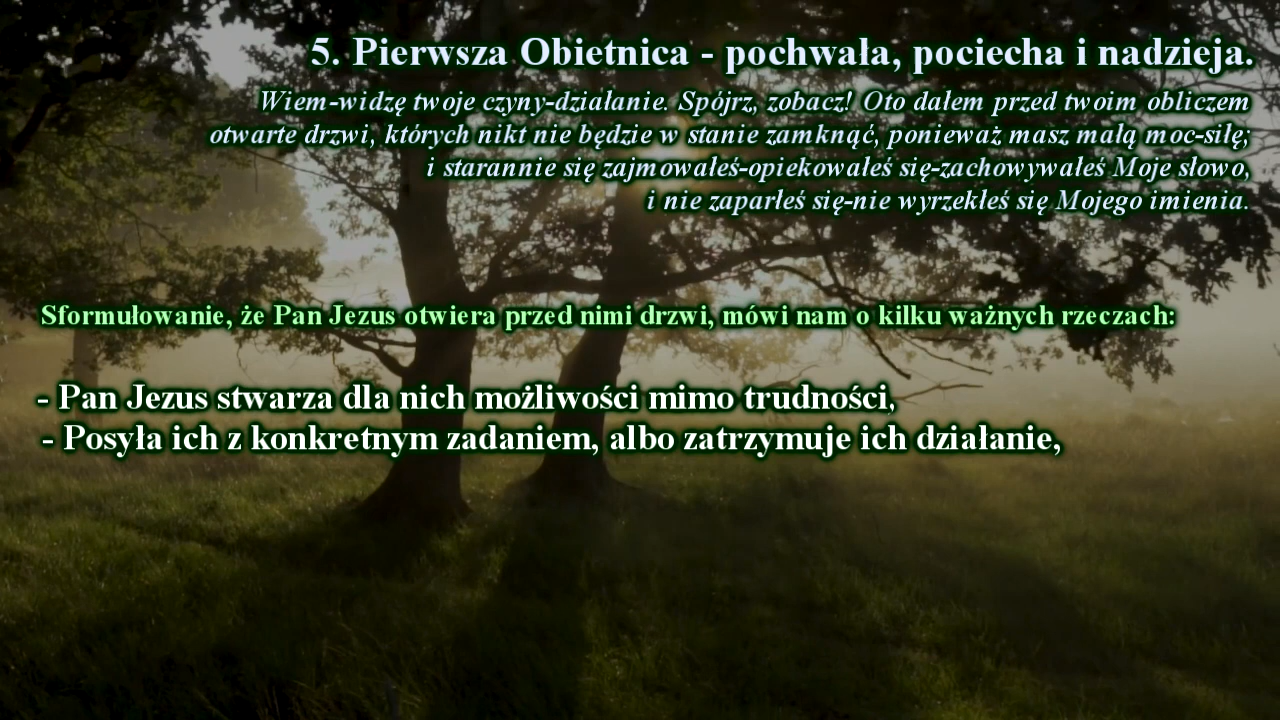 5. Pierwsza Obietnica - pochwała, pociecha i nadzieja.
Wiem-widzę twoje czyny-działanie. Spójrz, zobacz! Oto dałem przed twoim obliczem
otwarte drzwi, których nikt nie będzie w stanie zamknąć, ponieważ masz małą moc-siłę;
i starannie się zajmowałeś-opiekowałeś się-zachowywałeś Moje słowo,
i nie zaparłeś się-nie wyrzekłeś się Mojego imienia.
Sformułowanie, że Pan Jezus otwiera przed nimi drzwi, mówi nam o kilku ważnych rzeczach:
- Pan Jezus stwarza dla nich możliwości mimo trudności,
- Posyła ich z konkretnym zadaniem, albo zatrzymuje ich działanie,